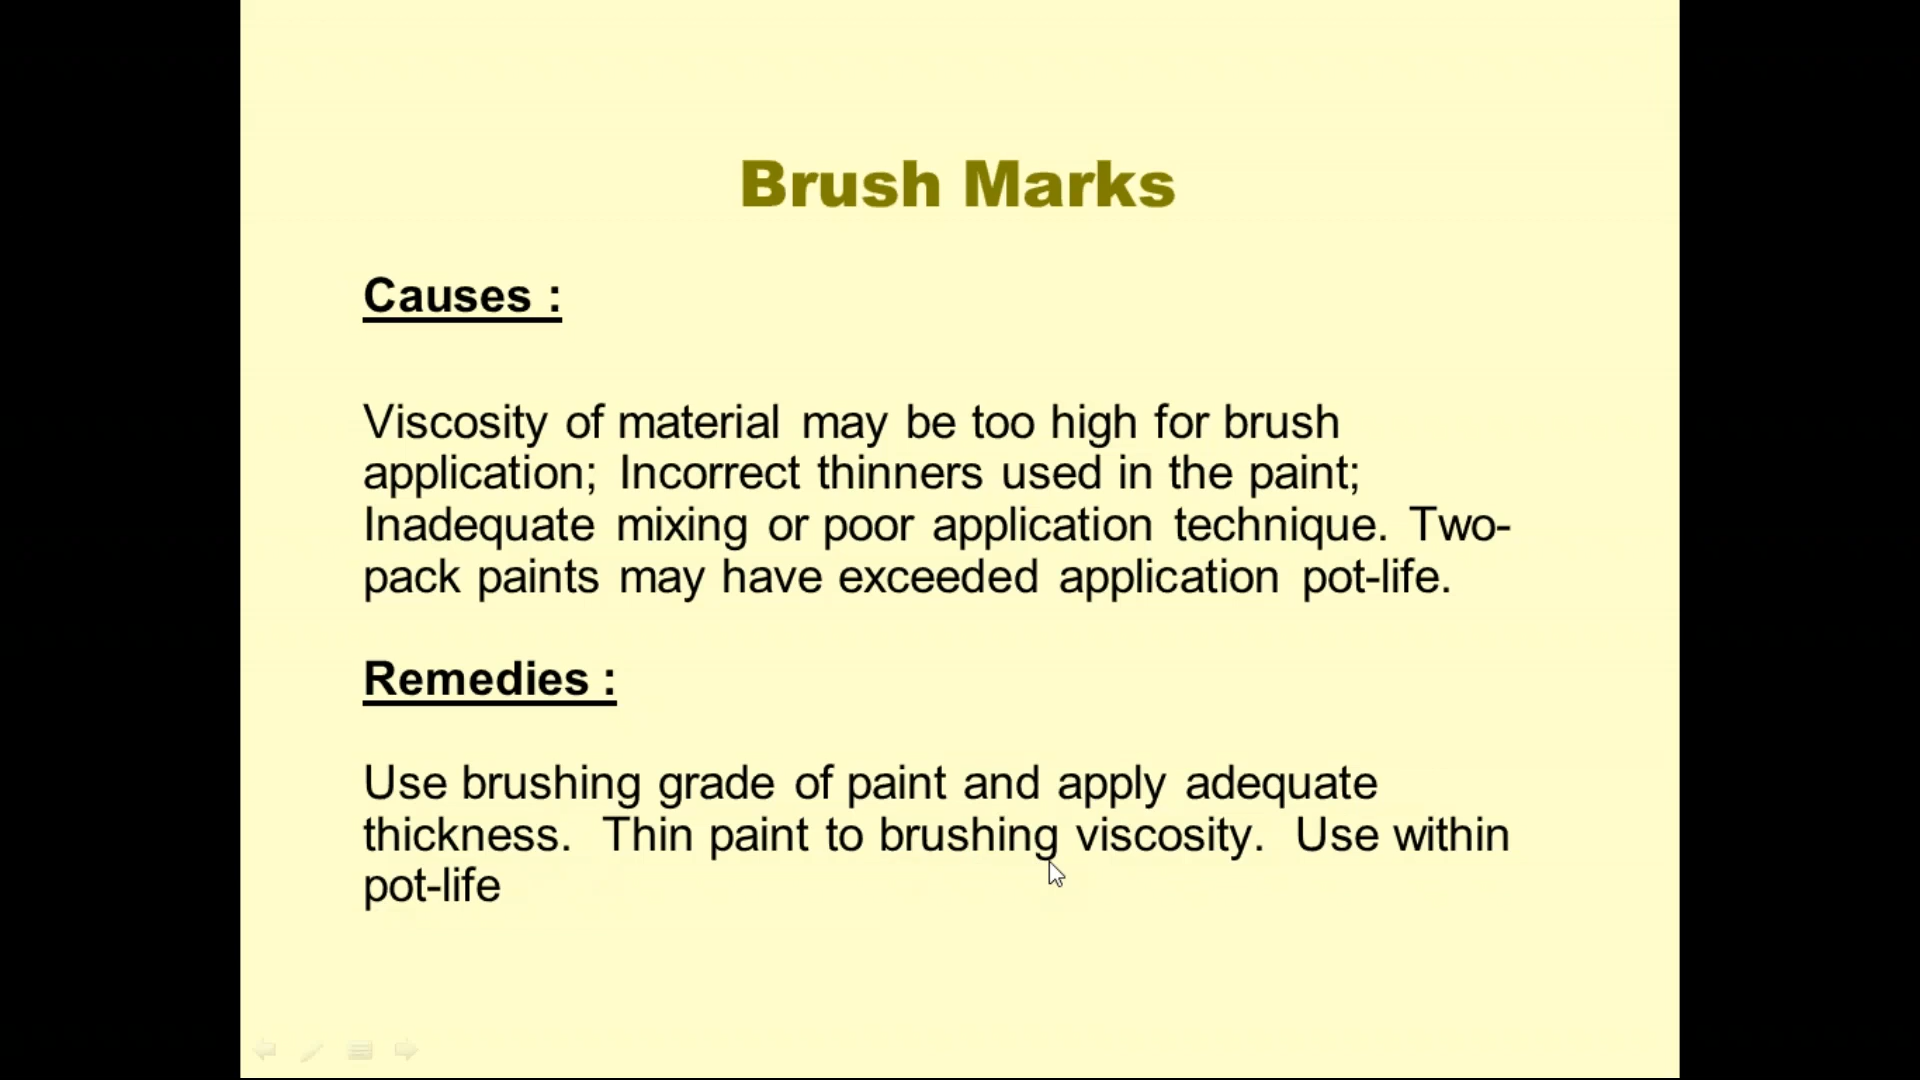 Brush Marks
Causes :
Viscosity of material may be too high for brush
application; Incorrect thinners used in the paint;
Inadequate mixing or poor application technique. Two-
pack paints may have exceeded application pot-life.
Remedies :
Use brushing grade of paint and apply adequate
thickness. Thin paint to brushing viscosity. Use within
pot-life